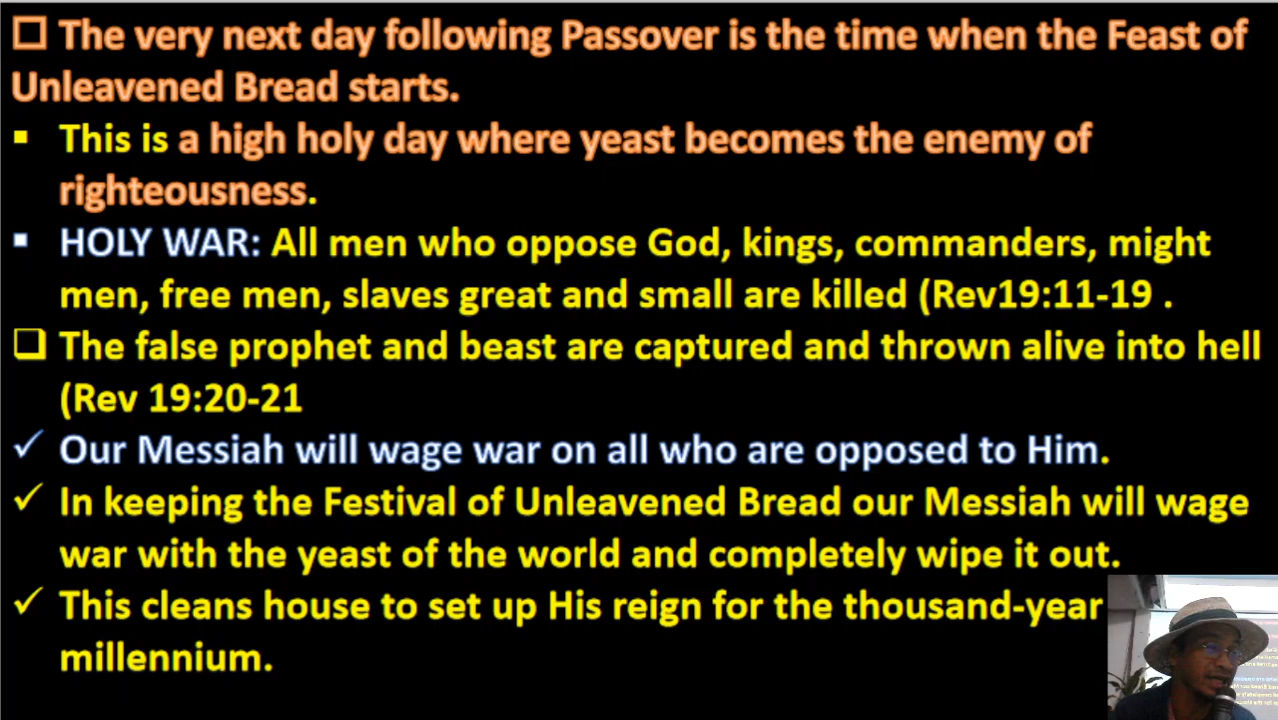 The very next day following Passover is the time when the Feast of
Unleavened Bread starts.
This is a high holy day where yeast becomes the enemy of
righteousness.
HOLY WAR: All men who oppose God, kings, commanders, might
men, free men, slaves great and small are killed (Rev19:11-19 .
The false prophet and beast are captured and thrown alive into hell
(Rev 19:20-21
Our Messiah will wage war on all who are opposed to Him.
In keeping the Festival of Unleavened Bread our Messiah will wage
war with the yeast of the world and completely wipe it out.
This cleans house to set up His reign for the thousand-year
millennium.